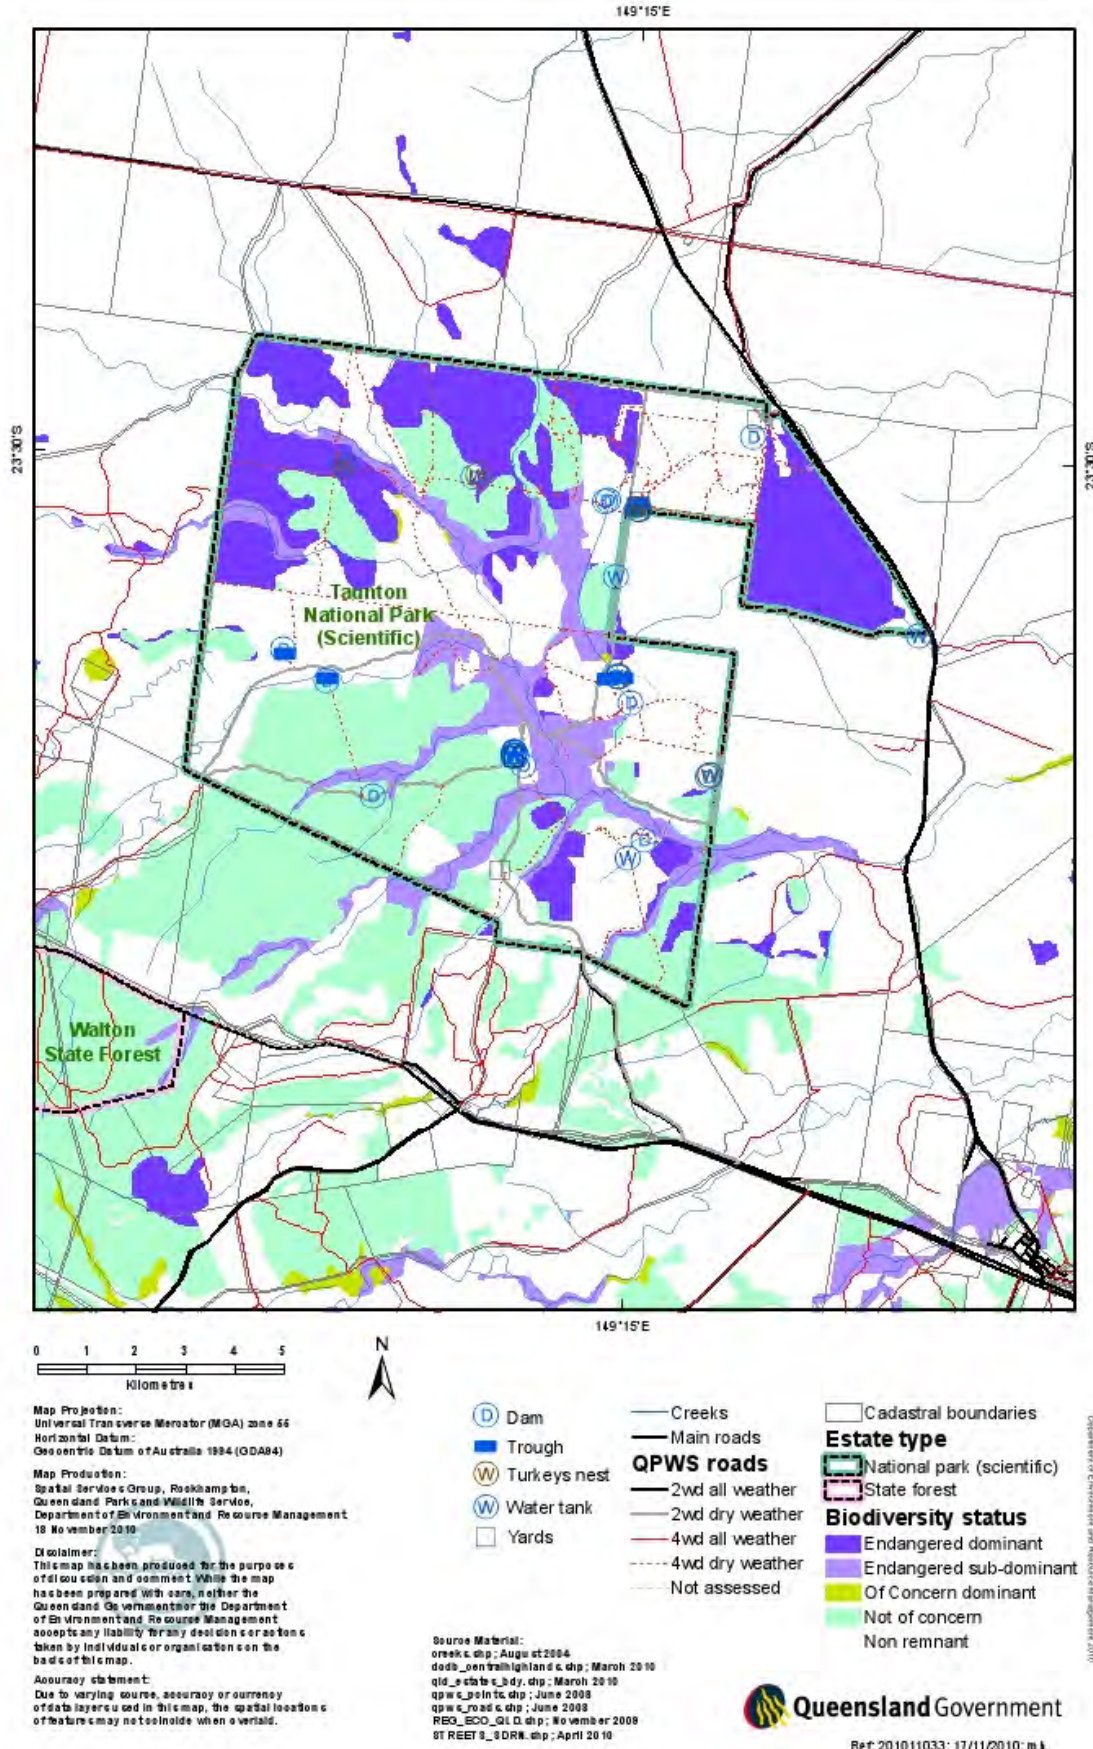 149°15'E
23°30'S
23°30'S
Taunton
National Park
(Scientific)
Walton
State Forest
149°15'E
0 1 2 3 4 5
Kilometres
N
Map Projection:
Universal Transverse Mercator (MGA) zone 55
Horizontal Datum:
Geocentric Datum of Australia 1994 (GDA94)
Map Production:
Spatial Services Group, Rockhampton,
Queensland Parks and Wildlife Service,
Department of Environment and Resource Management
18 November 2010
Disclaimer:
This map has been produced for the purposes
of discussion and comment. While the map
has been prepared with care, neither the
Queensland Government nor the Department
of Environment and Resource Management
accepts any liability for any decisions or actions
taken by individuals or organisations on the
basis of this map.
Accuracy statement:
Due to varying source, accuracy or currency
of data layers used in this map, the spatial locations
of features may not coincide when overlaid.
D Dam
Trough
W Turkeys nest
W Water tank
Yards
Creeks
Main roads
QPWS roads
2wd all weather
2wd dry weather
4wd all weather
4wd dry weather
Not assessed
Cadastral boundaries
Estate type
National park (scientific)
State forest
Biodiversity status
Endangered dominant
Endangered sub-dominant
Of Concern dominant
Not of concern
Non remnant
Source Material:
creeks.shp; August 2004
dcdb_centralhighlands.shp; March 2010
qld_estates_bdy.shp; March 2010
qpws_points.shp; June 2008
qpws_roads.shp; June 2008
REG_ECO_QLD.shp; November 2009
STREETS_SDRN.shp; April 2010
Queensland Government
Ref: 201011033; 17/11/2010; mk